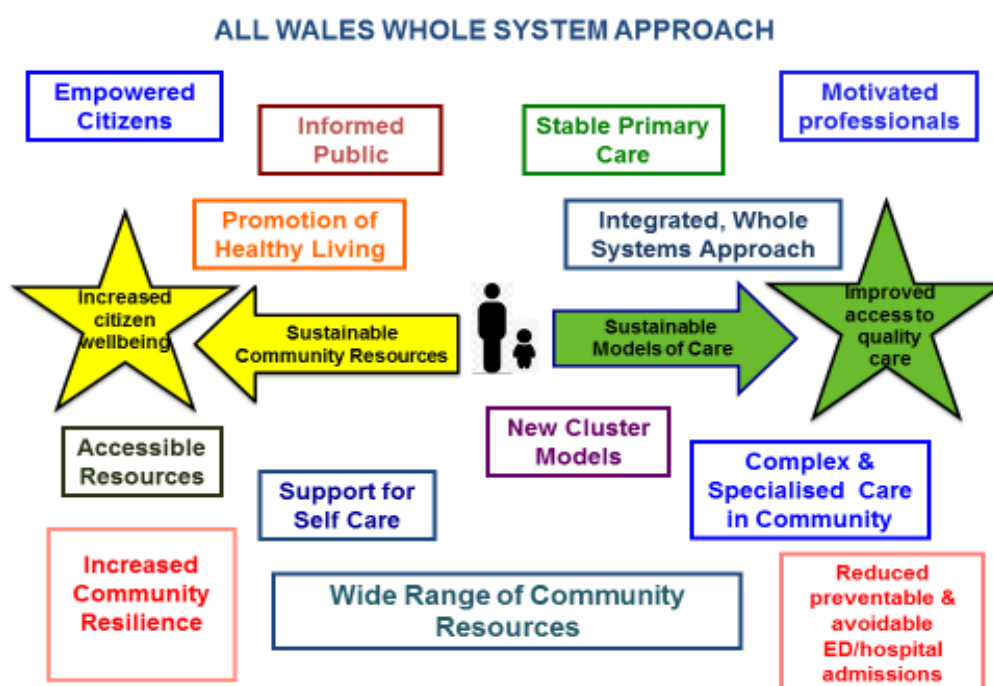 ALL WALES WHOLE SYSTEM APPROACH
Empowered
Citizens
Informed
Public
Stable Primary
Care
Motivated
professionals
Promotion of
Healthy Living
Integrated, Whole
Systems Approach
Increased
citizen
wellbeing
Sustainable
Community Resources
Sustainable
Models of Care
Improved
access to
quality
care
Accessible
Resources
New Cluster
Models
Support for
Self Care
Complex &
Specialised Care
in Community
Increased
Community
Resilience
Wide Range of Community
Resources
Reduced
preventable &
avoidable
ED/hospital
admissions